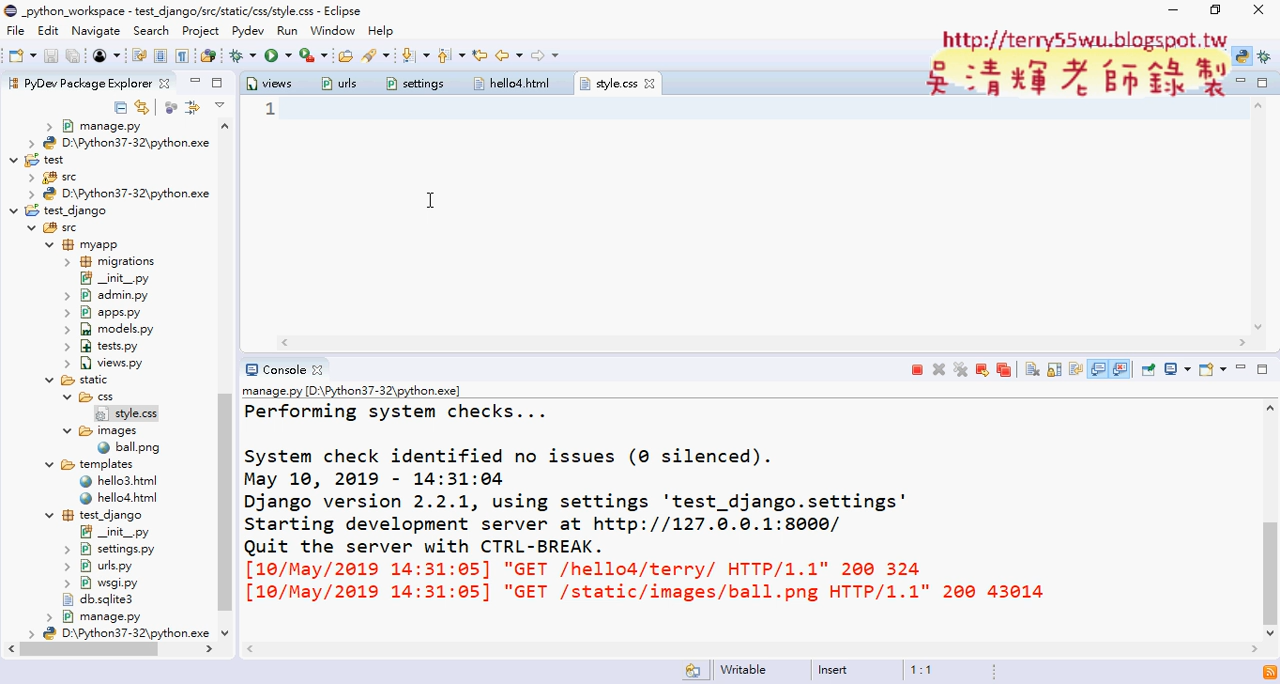 _python_workspace - test_django/src/static/css/style.css - Eclipse
File Edit Navigate Search Project Pydev Run Window Help
http://terry55wu.blogspot.tw
吳清輝老師錄製
PyDev Package Explorer
views urls settings hello4.html style.css
1
manage.py
D:\Python37-32\python.exe
test
src
D:\Python37-32\python.exe
test_django
src
myapp
migrations
__init__.py
admin.py
apps.py
models.py
tests.py
views.py
static
css
style.css
images
ball.png
templates
hello3.html
hello4.html
test_django
__init__.py
settings.py
urls.py
wsgi.py
db.sqlite3
manage.py
D:\Python37-32\python.exe
Console
manage.py [D:\Python37-32\python.exe]
Performing system checks...
System check identified no issues (0 silenced).
May 10, 2019 - 14:31:04
Django version 2.2.1, using settings 'test_django.settings'
Starting development server at http://127.0.0.1:8000/
Quit the server with CTRL-BREAK.
[10/May/2019 14:31:05] "GET /hello4/terry/ HTTP/1.1" 200 324
[10/May/2019 14:31:05] "GET /static/images/ball.png HTTP/1.1" 200 43014
Writable Insert 1 : 1